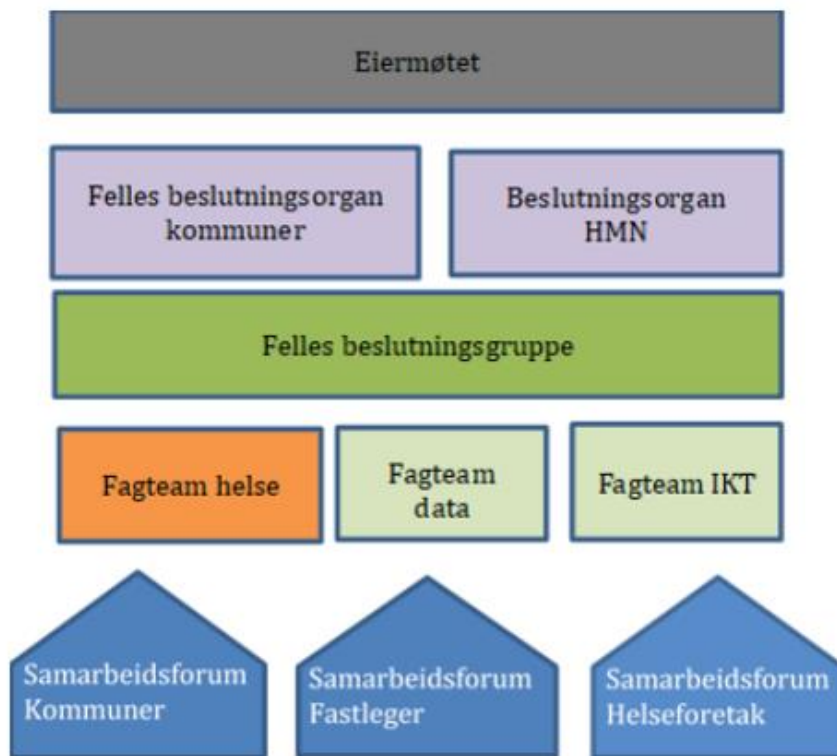 Eiermøtet
Felles beslutningsorgan
kommuner
Beslutningsorgan
HMN
Felles beslutningsgruppe
Fagteam helse
Fagteam
data
Fagteam IKT
Samarbeidsforum
Kommuner
Samarbeidsforum
Fastleger
Samarbeidsforum
Helseforetak